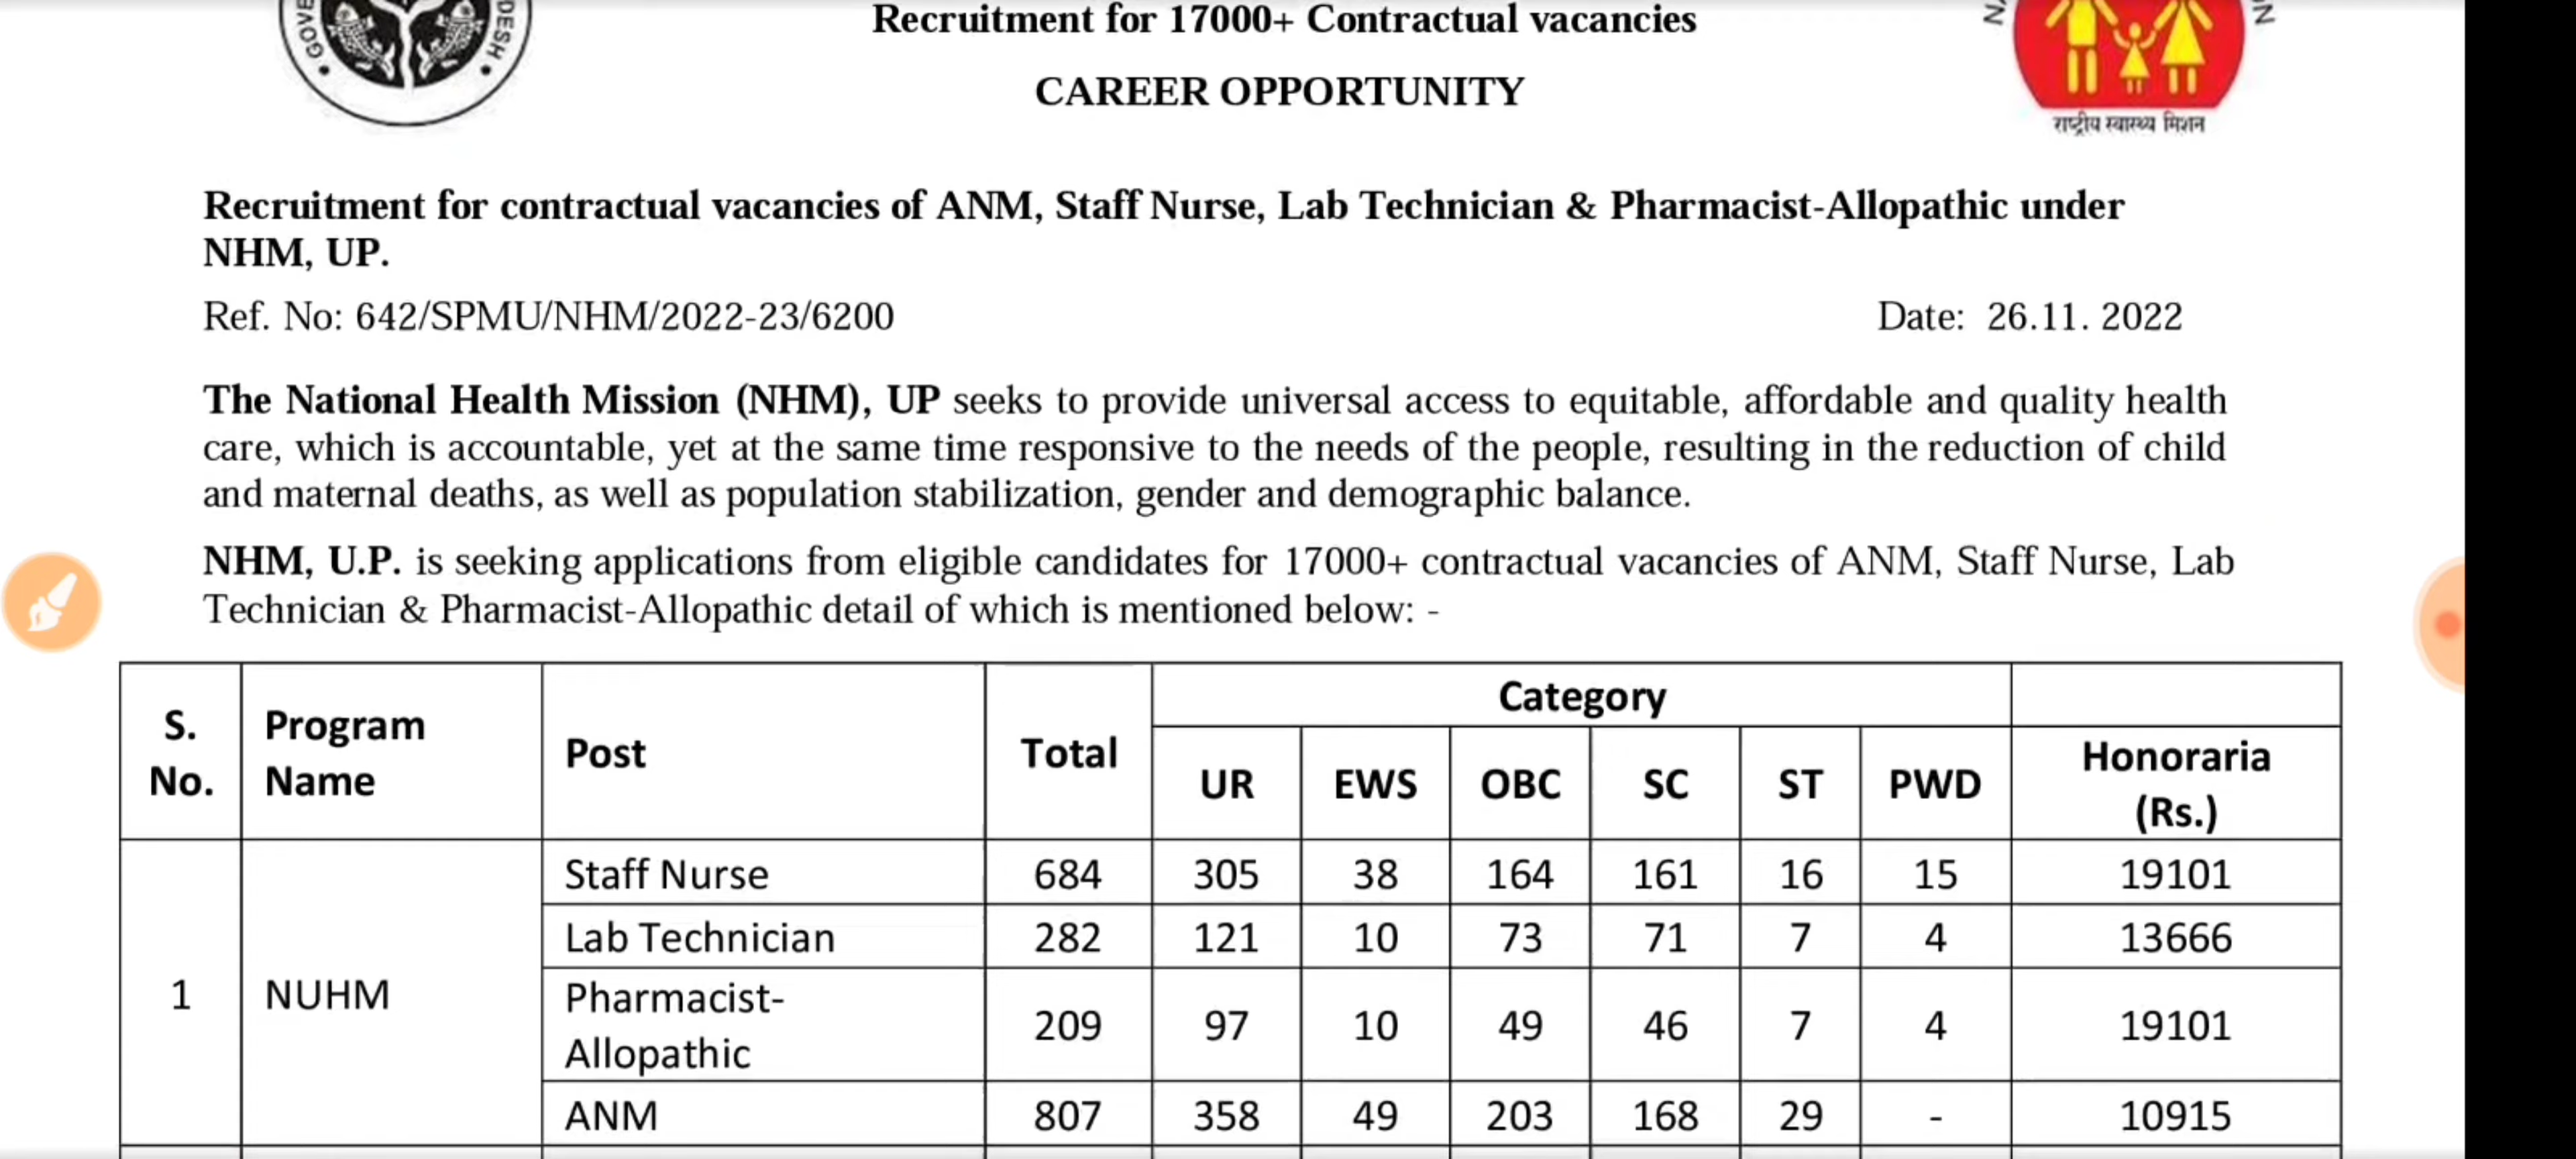 Recruitment for 17000+ Contractual vacancies
CAREER OPPORTUNITY
राष्ट्रीय स्वास्थ्य मिशन
Recruitment for contractual vacancies of ANM, Staff Nurse, Lab Technician & Pharmacist-Allopathic under
NHM, UP.
Ref. No: 642/SPMU/NHM/2022-23/6200 Date: 26.11. 2022
The National Health Mission (NHM), UP seeks to provide universal access to equitable, affordable and quality health
care, which is accountable, yet at the same time responsive to the needs of the people, resulting in the reduction of child
and maternal deaths, as well as population stabilization, gender and demographic balance.
NHM, U.P. is seeking applications from eligible candidates for 17000+ contractual vacancies of ANM, Staff Nurse, Lab
Technician & Pharmacist-Allopathic detail of which is mentioned below: -
S. No. Program Name Post Total Category
UR EWS OBC SC ST PWD Honoraria (Rs.)
1 NUHM
Staff Nurse 684 305 38 164 161 16 15 19101
Lab Technician 282 121 10 73 71 7 4 13666
Pharmacist-
Allopathic 209 97 10 49 46 7 4 19101
ANM 807 358 49 203 168 29 - 10915